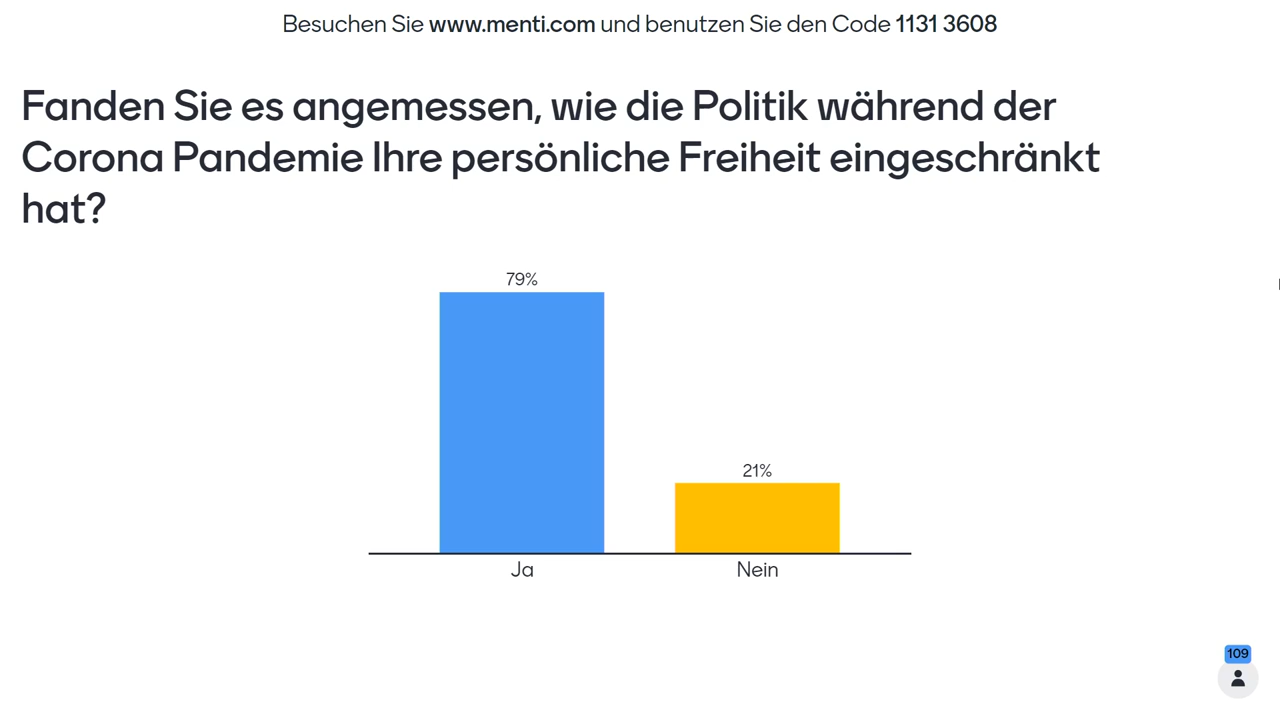 Besuchen Sie www.menti.com und benutzen Sie den Code 1131 3608
Fanden Sie es angemessen, wie die Politik während der
Corona Pandemie Ihre persönliche Freiheit eingeschränkt
hat?
79%
21%
Ja
Nein
109